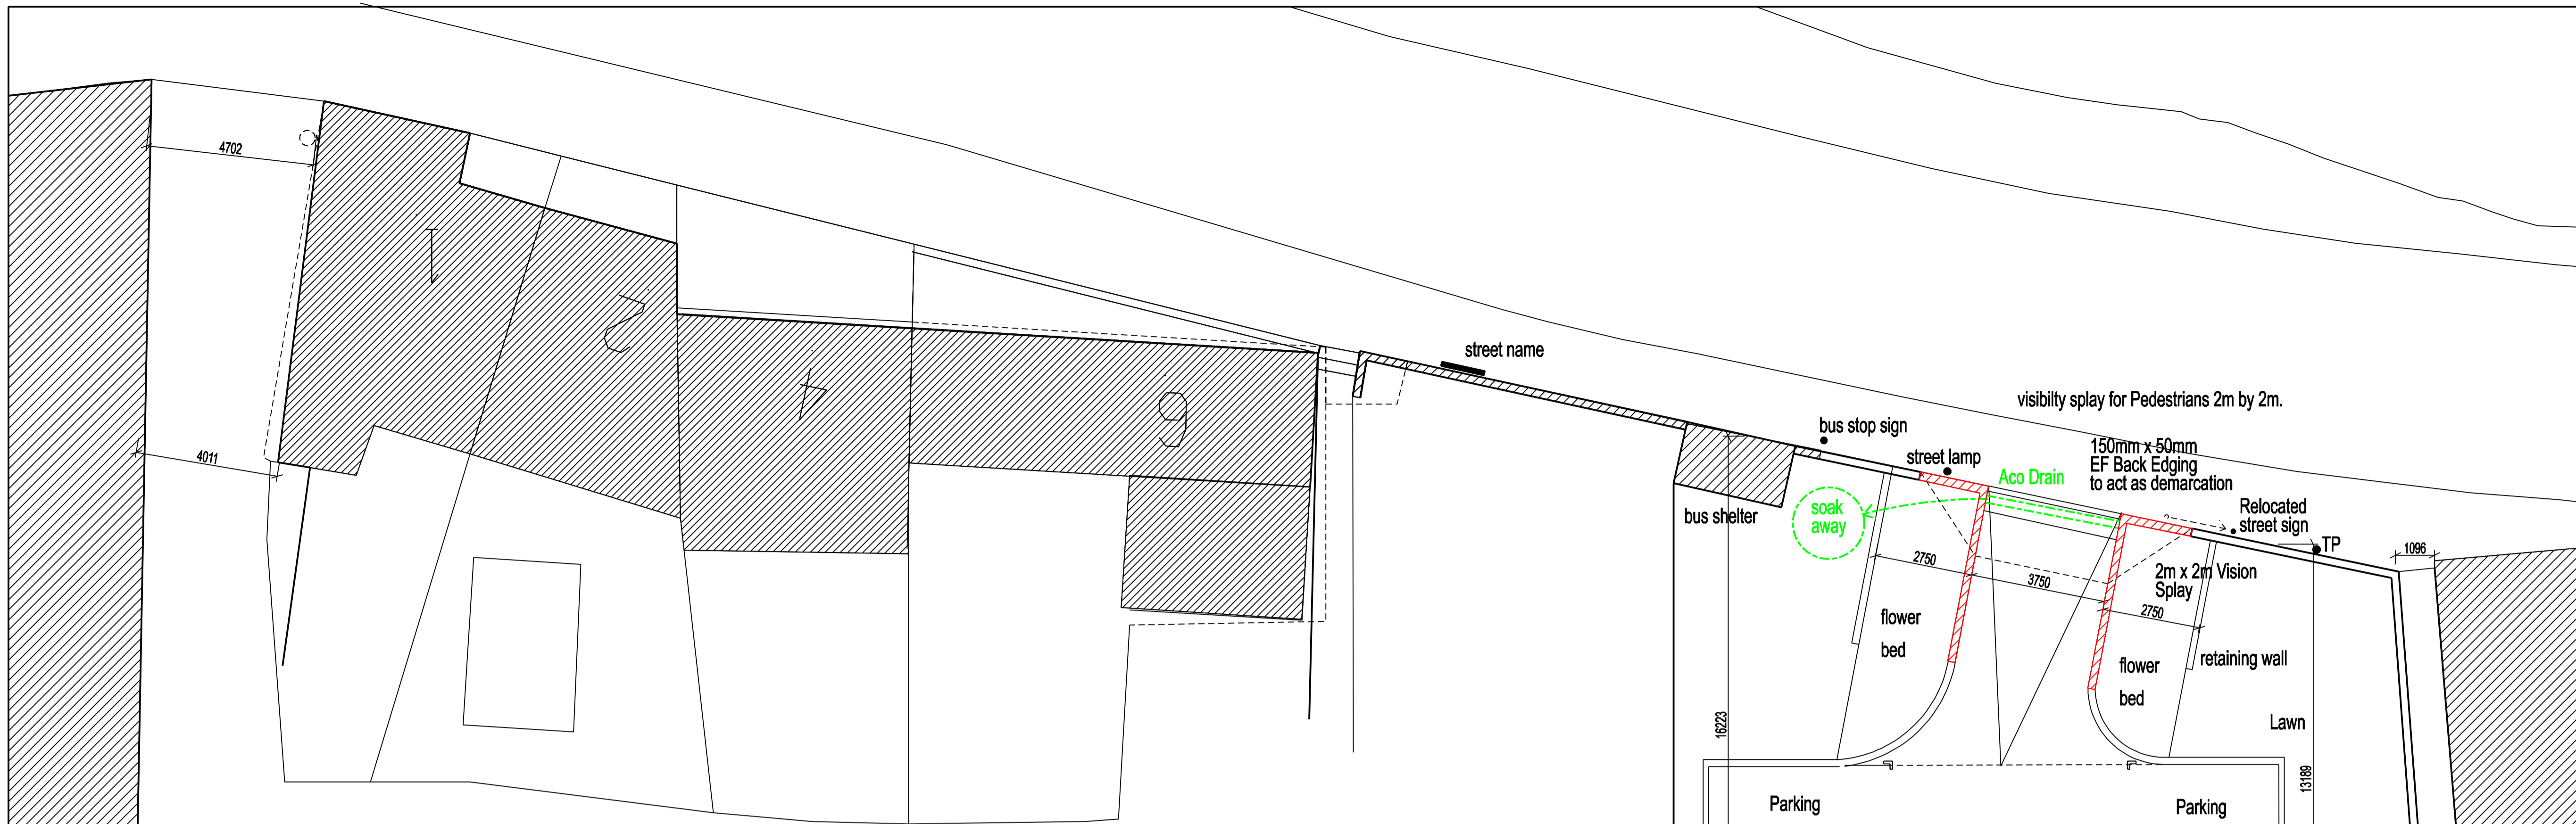 4702
4011
1
2
4
6
street name
visibilty splay for Pedestrians 2m by 2m.
bus stop sign
street lamp
150mm x 50mm
EF Back Edging
to act as demarcation
Aco Drain
soak
away
bus shelter
Relocated
street sign
TP
1096
2750
3750
2750
2m x 2m Vision
Splay
flower
bed
flower
bed
retaining wall
Lawn
16223
13189
Parking
Parking